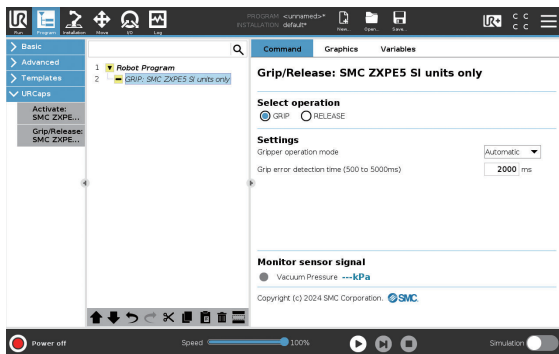 PROGRAM <unnamed>*
INSTALLATION default*
Run
Program
Installation
Move
I/O
Log
New...
Open...
Save...
UR+
C C
C C
Basic
Advanced
Templates
URCaps
Activate:
SMC ZXPE...
Grip/Release:
SMC ZXPE...
1 Robot Program
2 GRIP: SMC ZXPE5 SI units only
Command Graphics Variables
Grip/Release: SMC ZXPE5 SI units only
Select operation
GRIP RELEASE
Settings
Gripper operation mode Automatic
Grip error detection time (500 to 5000ms) 2000 ms
Monitor sensor signal
Vacuum Pressure ---kPa
Copyright (c) 2024 SMC Corporation. SMC.
Power off
Speed 100%
Simulation